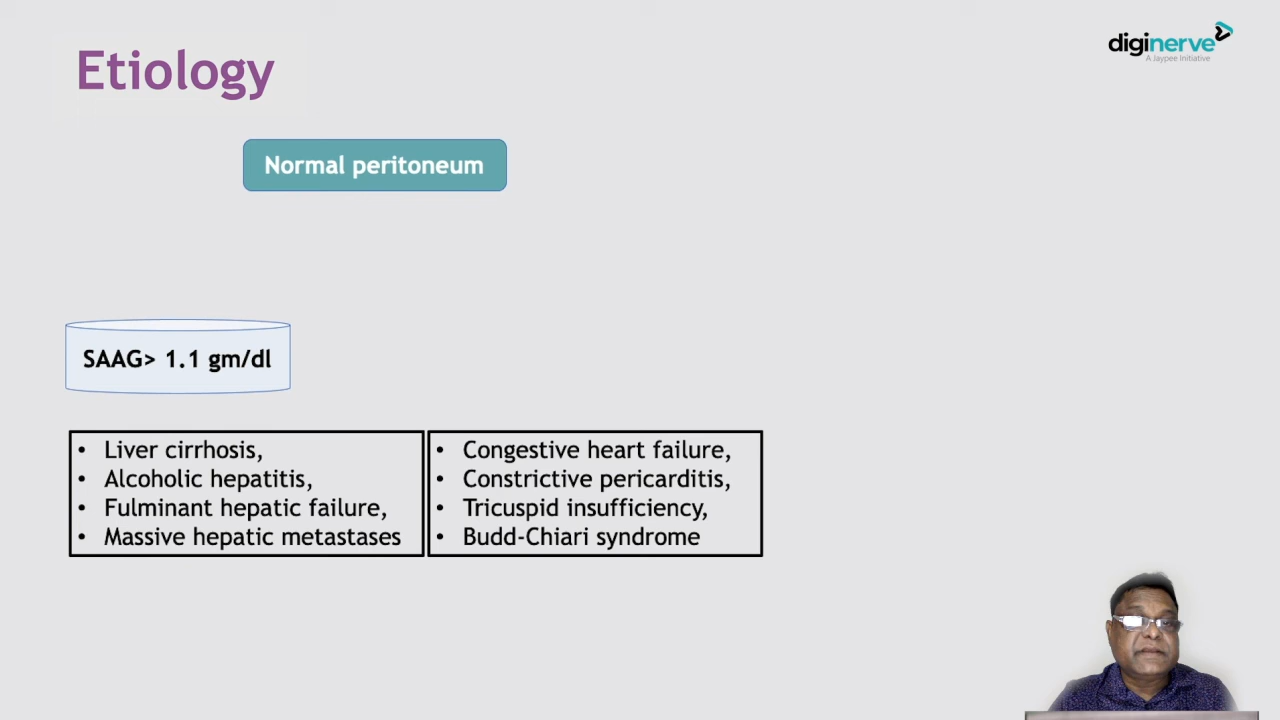 Etiology
diginerve
A Jaypee Initiative
Normal peritoneum
SAAG> 1.1 gm/dl
• Liver cirrhosis,
• Alcoholic hepatitis,
• Fulminant hepatic failure,
• Massive hepatic metastases
• Congestive heart failure,
• Constrictive pericarditis,
• Tricuspid insufficiency,
• Budd-Chiari syndrome